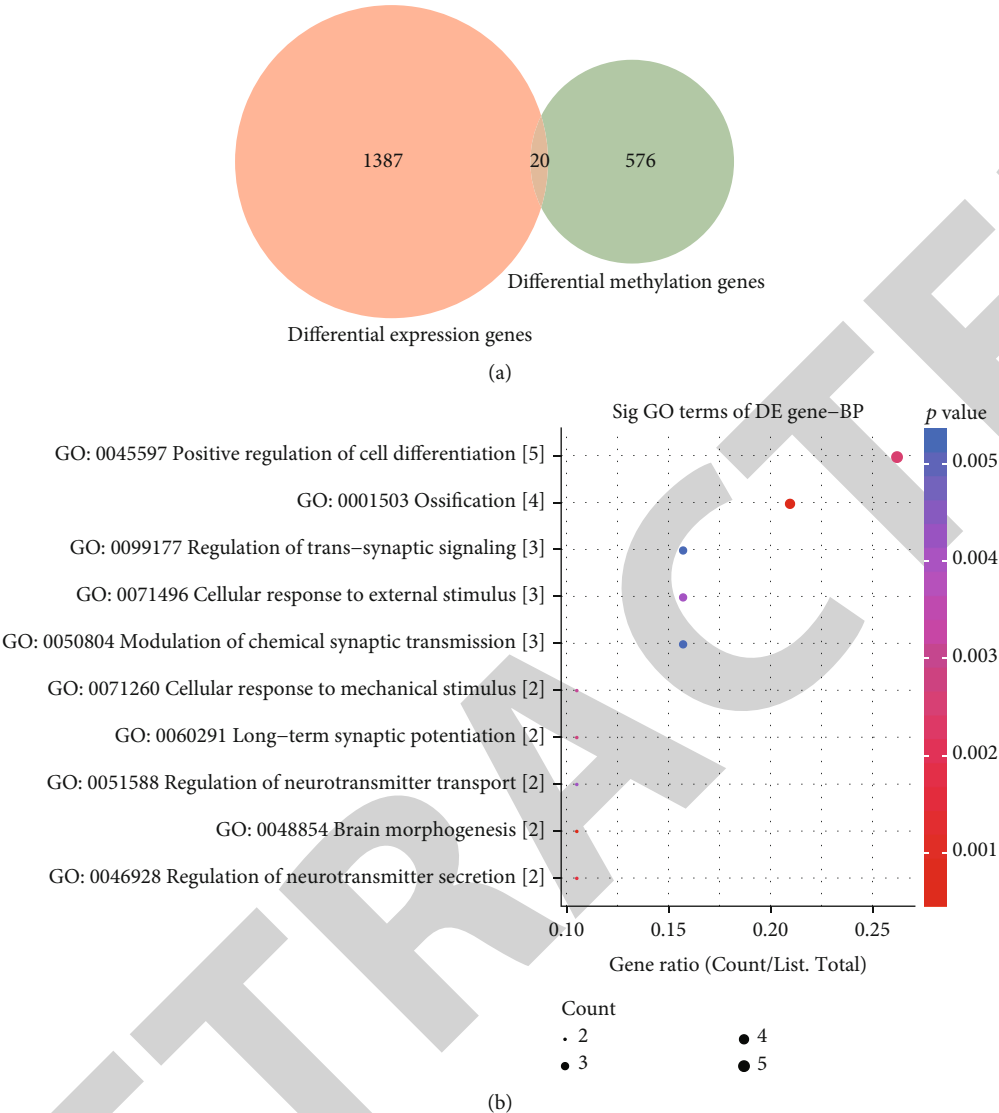 1387
20
576
Differential methylation genes
Differential expression genes
(a)
Sig GO terms of DE gene−BP
p value
GO: 0045597 Positive regulation of cell differentiation [5]
GO: 0001503 Ossification [4]
GO: 0099177 Regulation of trans−synaptic signaling [3]
GO: 0071496 Cellular response to external stimulus [3]
GO: 0050804 Modulation of chemical synaptic transmission [3]
GO: 0071260 Cellular response to mechanical stimulus [2]
GO: 0060291 Long−term synaptic potentiation [2]
GO: 0051588 Regulation of neurotransmitter transport [2]
GO: 0048854 Brain morphogenesis [2]
GO: 0046928 Regulation of neurotransmitter secretion [2]
0.005
0.004
0.003
0.002
0.001
0.10 0.15 0.20 0.25
Gene ratio (Count/List. Total)
Count
2 4
3 5
(b)
TRACTE